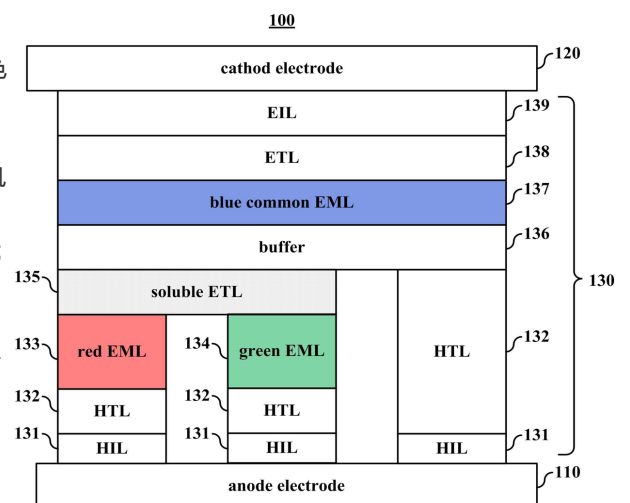 100
cathod electrode
120
EIL
139
ETL
138
blue common EML
137
buffer
136
135
soluble ETL
130
133
red EML
134
green EML
HTL
132
132
HTL
132
HTL
131
HIL
131
HIL
HIL
131
anode electrode
110